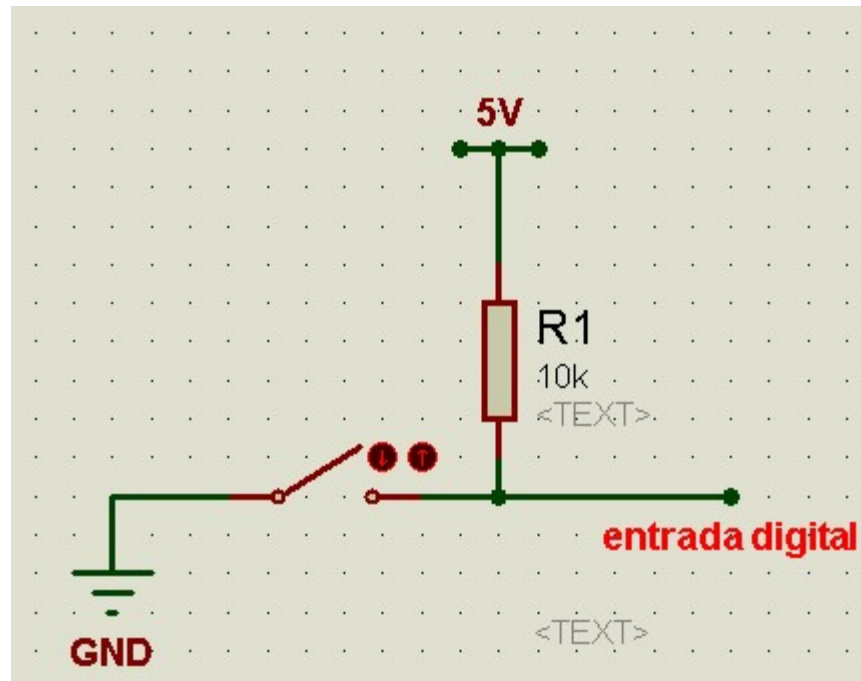 5V
R1
10k
<TEXT>
entrada digital
<TEXT>
GND